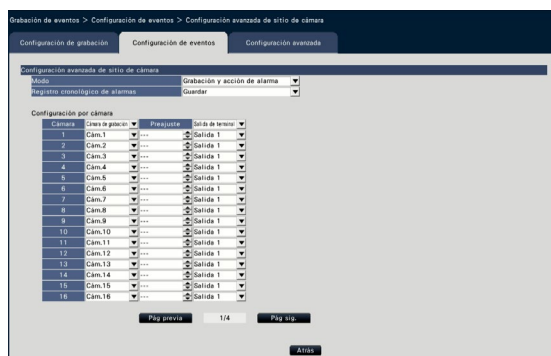 Grabación de eventos > Configuración de eventos > Configuración avanzada de sitio de cámara
Configuración de grabación Configuración de eventos Configuración avanzada
Configuración avanzada de sitio de cámara
Modo Grabación y acción de alarma
Registro cronológico de alarmas Guardar
Configuración por cámara
Cámara Cámara de grabación Preajuste Salida de terminal
1 Cám.1 --- Salida 1
2 Cám.2 --- Salida 1
3 Cám.3 --- Salida 1
4 Cám.4 --- Salida 1
5 Cám.5 --- Salida 1
6 Cám.6 --- Salida 1
7 Cám.7 --- Salida 1
8 Cám.8 --- Salida 1
9 Cám.9 --- Salida 1
10 Cám.10 --- Salida 1
11 Cám.11 --- Salida 1
12 Cám.12 --- Salida 1
13 Cám.13 --- Salida 1
14 Cám.14 --- Salida 1
15 Cám.15 --- Salida 1
16 Cám.16 --- Salida 1
Pág previa 1/4 Pág sig.
Atrás